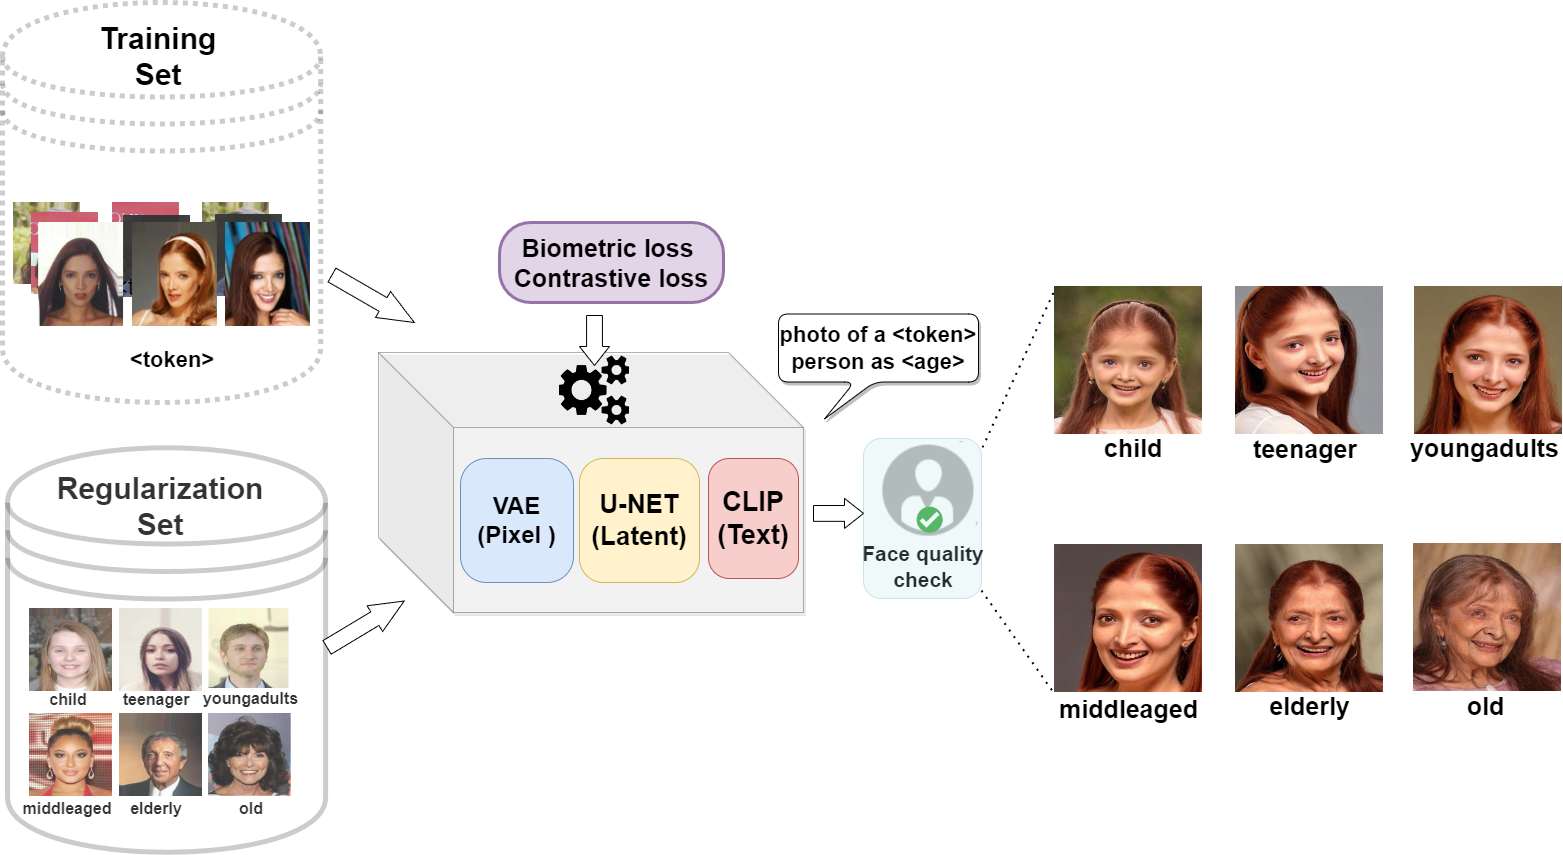 Training
Set
<token>
Regularization
Set
child
teenager
youngadults
middleaged
elderly
old
Biometric loss
Contrastive loss
photo of a <token>
person as <age>
VAE
(Pixel )
U-NET
(Latent)
CLIP
(Text)
Face quality
check
child
teenager
youngadults
middleaged
elderly
old